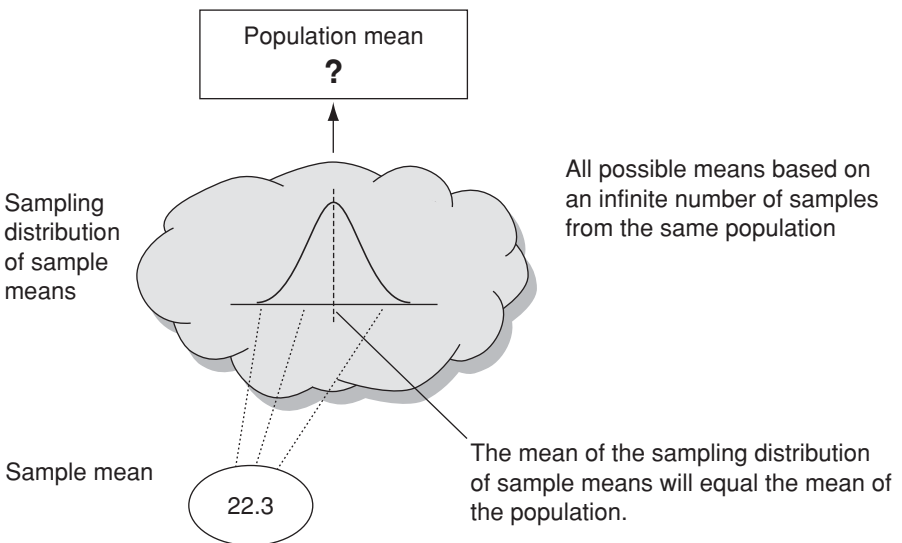 Population mean
?
All possible means based on
an infinite number of samples
from the same population
Sampling
distribution
of sample
means
The mean of the sampling distribution
of sample means will equal the mean of
the population.
Sample mean
22.3